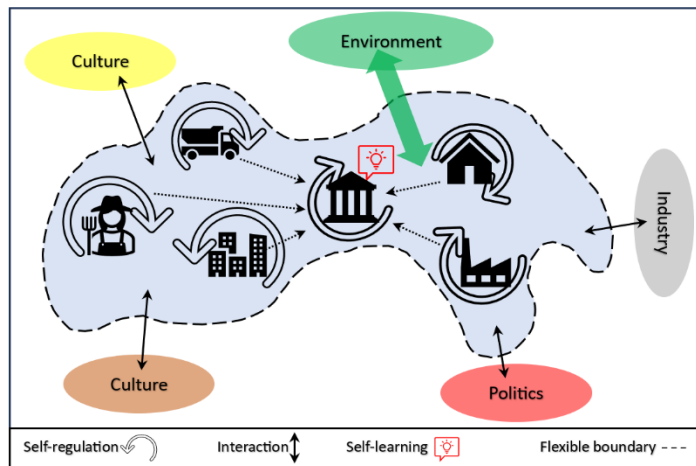 Environment
Culture
Industry
Culture
Politics
Self-regulation
Interaction
Self-learning
Flexible boundary